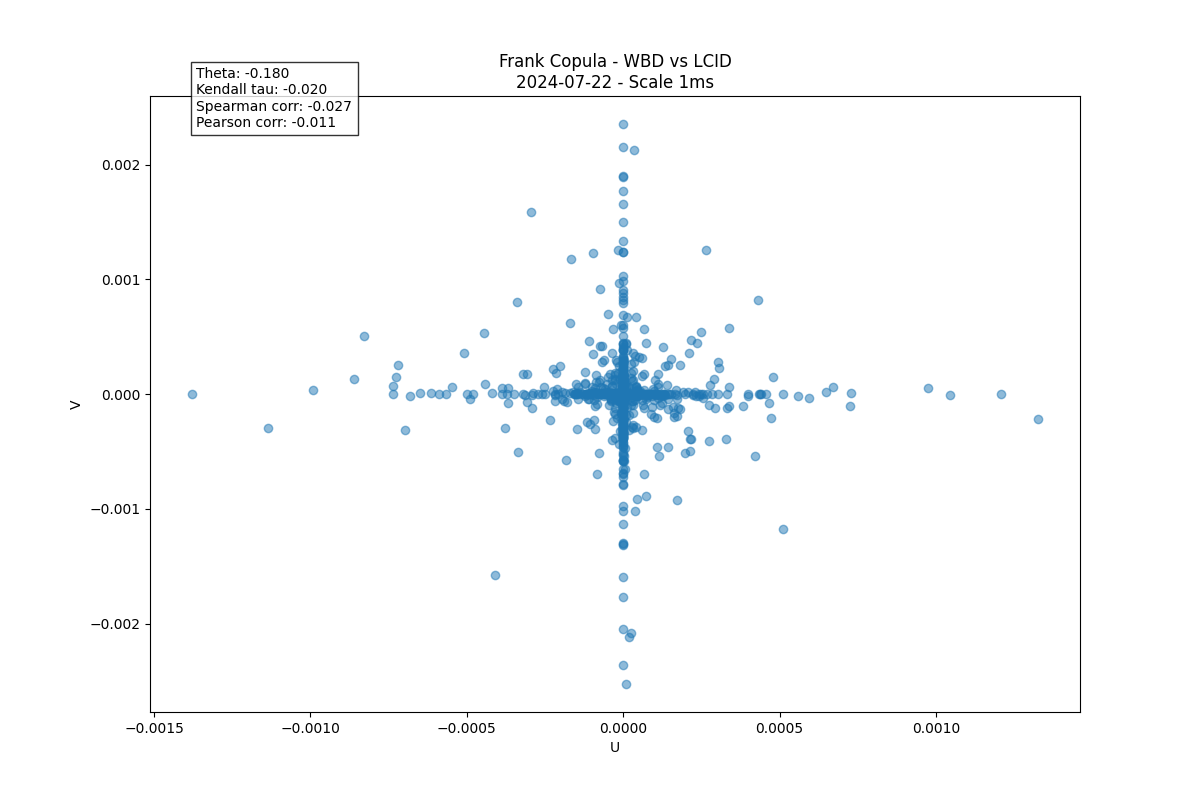 Frank Copula - WBD vs LCID
2024-07-22 - Scale 1ms
Theta: -0.180
Kendall tau: -0.020
Spearman corr: -0.027
Pearson corr: -0.011
0.002
0.001
0.000
−0.001
−0.002
V
−0.0015
−0.0010
−0.0005
0.0000
0.0005
0.0010
U